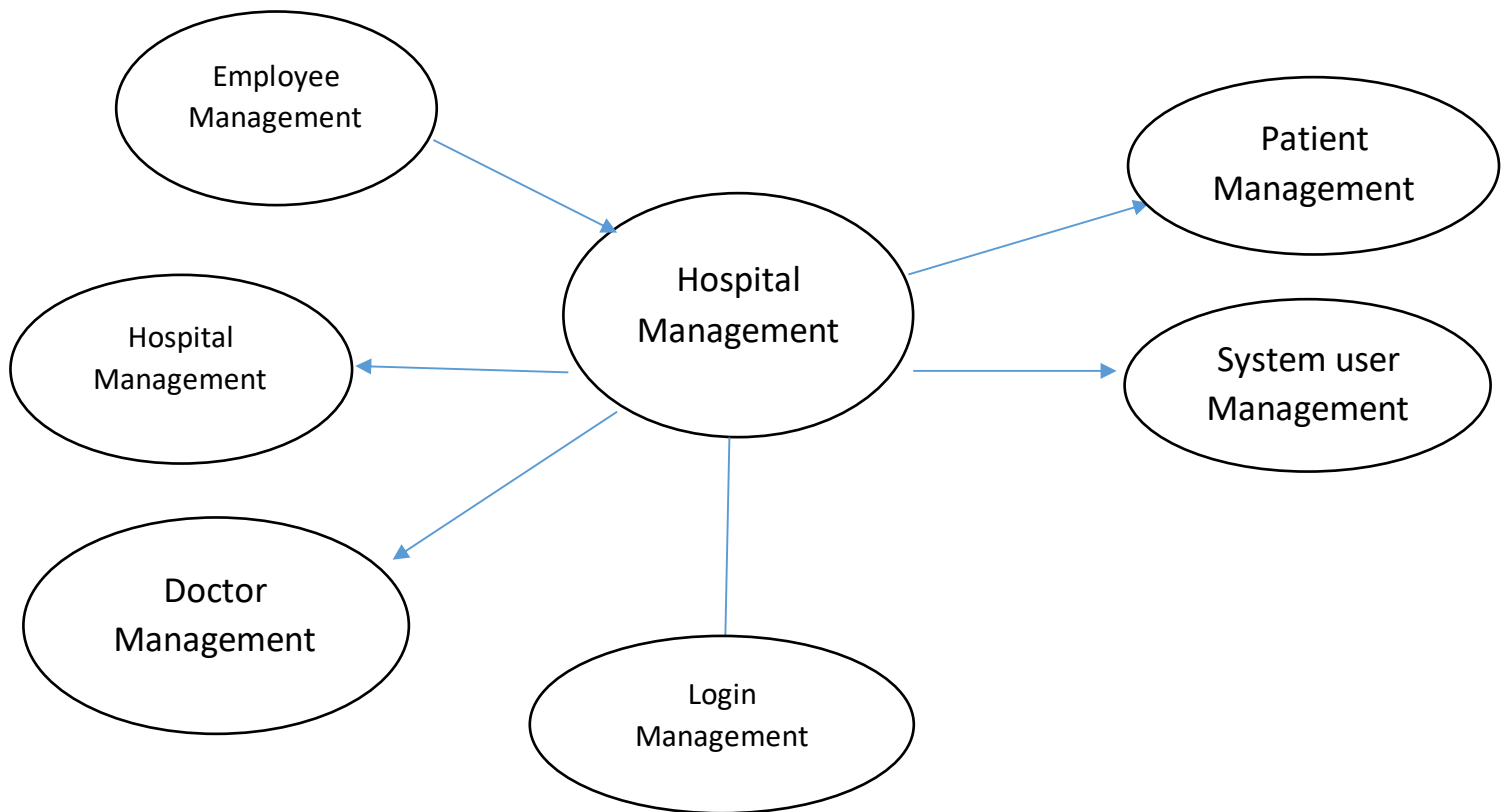 Employee
Management
Patient
Management
Hospital
Management
Hospital
Management
System user
Management
Doctor
Management
Login
Management